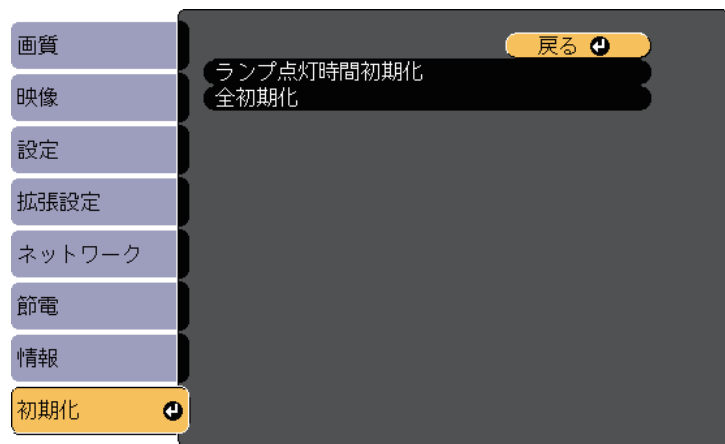 画質
映像
設定
拡張設定
ネットワーク
節電
情報
初期化
戻る
ランプ点灯時間初期化
全初期化